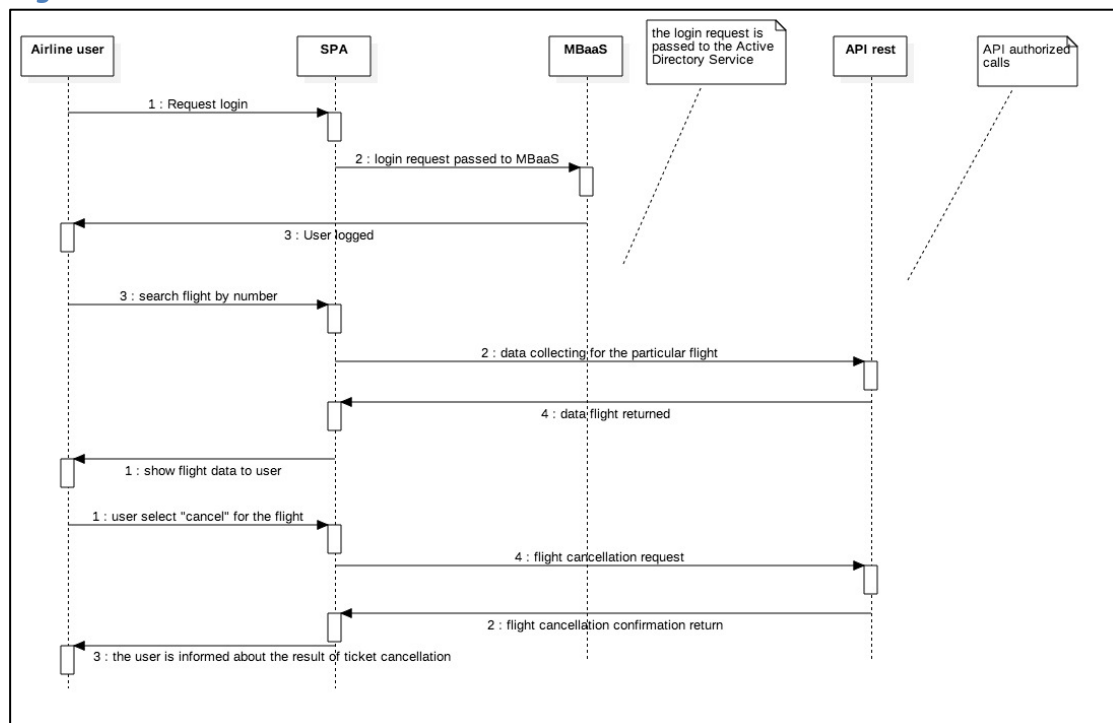 Airline user
SPA
MBaaS
the login request is
passed to the Active
Directory Service
API rest
API authorized
calls
1 : Request login
2 : login request passed to MBaaS
3 : User logged
3 : search flight by number
2 : data collecting for the particular flight
4 : data flight returned
1 : show flight data to user
1 : user select "cancel" for the flight
4 : flight cancellation request
2 : flight cancellation confirmation return
3 : the user is informed about the result of ticket cancellation